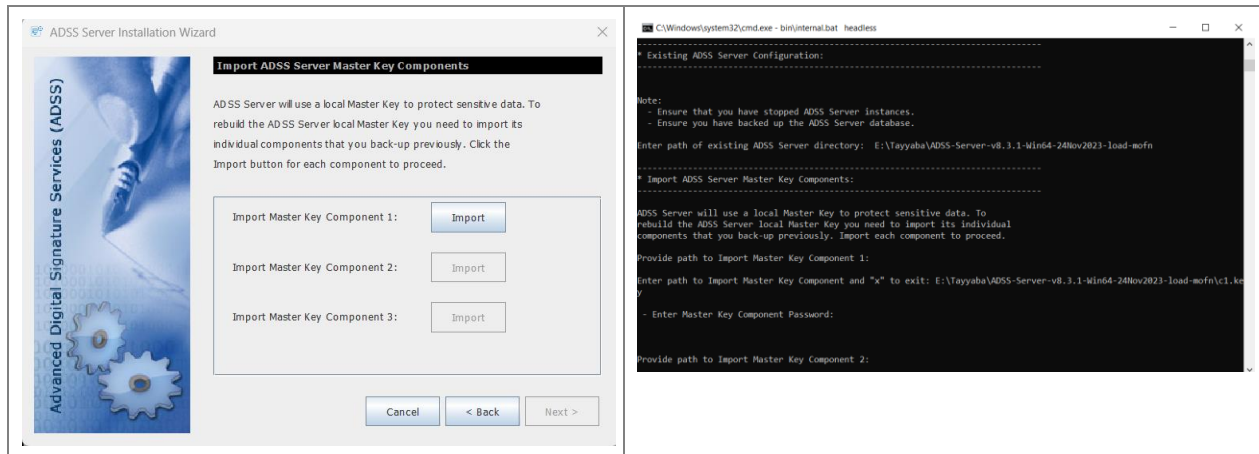 ADSS Server Installation Wizard
Advanced Digital Signature Services (ADSS)
Import ADSS Server Master Key Components
ADSS Server will use a local Master Key to protect sensitive data. To
rebuild the ADSS Server local Master Key you need to import its
individual components that you back-up previously. Click the
Import button for each component to proceed.
Import Master Key Component 1: Import
Import Master Key Component 2: Import
Import Master Key Component 3: Import
Cancel < Back Next >
C:\Windows\system32\cmd.exe - bin\internal.bat headless
--------------------------------------------------------------------------
* Existing ADSS Server Configuration:
--------------------------------------------------------------------------
Note:
- Ensure that you have stopped ADSS Server instances.
- Ensure you have backed up the ADSS Server database.
Enter path of existing ADSS Server directory: E:\Tayyaba\ADSS-Server-v8.3.1-Win64-24Nov2023-load-mofn
--------------------------------------------------------------------------
* Import ADSS Server Master Key Components:
--------------------------------------------------------------------------
ADSS Server will use a local Master Key to protect sensitive data. To
rebuild the ADSS Server local Master Key you need to import its individual
components that you back-up previously. Import each component to proceed.
Provide path to Import Master Key Component 1:
Enter path to Import Master Key Component and "x" to exit: E:\Tayyaba\ADSS-Server-v8.3.1-Win64-24Nov2023-load-mofn\c1.ke
y
- Enter Master Key Component Password:
Provide path to Import Master Key Component 2: